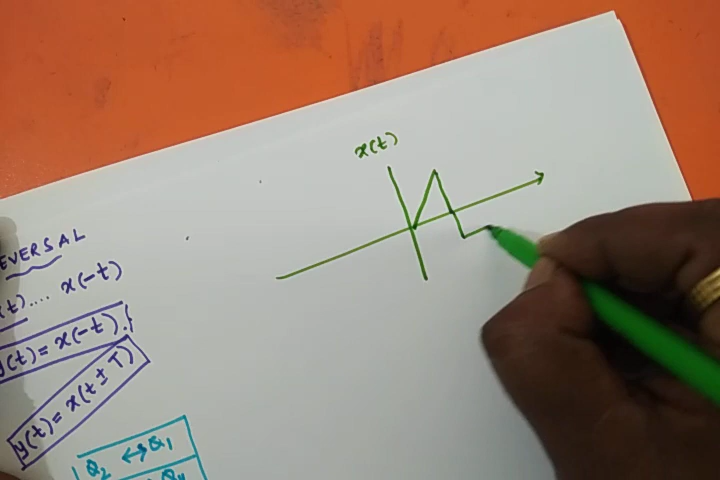 x(t)
EVERSAL
(t).... x(-t)
y(t) = x(-t)
y(t) = x(t ± T)
Q2 ↔ Q1